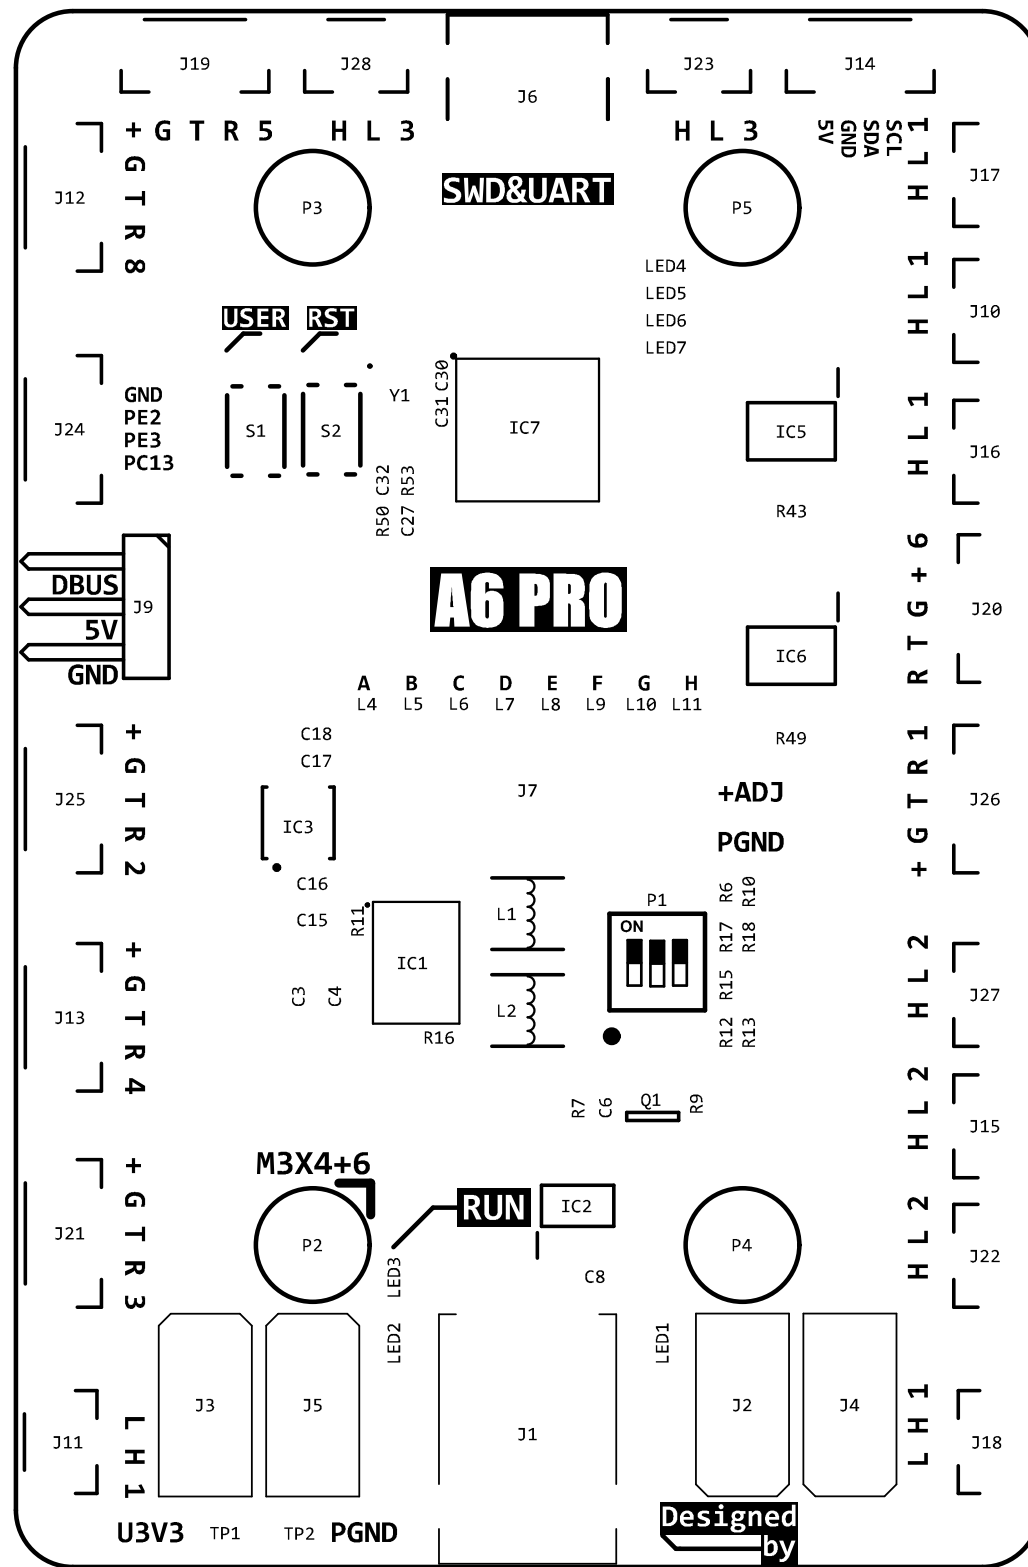 J19
J28
J6
J23
J14
+ G T R 5
H L 3
H L 3
5V
GND
SDA
SCL
J12
+ G T R 8
P3
SWD&UART
P5
H L 1
J17
LED4
LED5
LED6
LED7
H L 1
J10
USER
RST
J24
GND
PE2
PE3
PC13
S1
S2
Y1
C31
C30
IC7
IC5
H L 1
J16
R50
C32
C27
R53
R43
DBUS
5V
GND
J9
A6 PRO
IC6
R T G + 6
J20
A B C D E F G H
L4 L5 L6 L7 L8 L9 L10 L11
C18
C17
R49
J25
+ G T R 2
IC3
J7
+ADJ
PGND
+ G T R 1
J26
C16
C15
R11
L1
P1
ON
R6
R10
R17
R18
IC1
C3
C4
L2
R15
R16
R12
R13
J13
+ G T R 4
H L 2
J27
R7
C6
Q1
R9
H L 2
J15
M3X4+6
J21
+ G T R 3
P2
RUN
IC2
P4
H L 2
J22
LED3
C8
LED2
LED1
J3
J5
J1
J2
J4
J11
L H 1
L H 1
J18
U3V3
TP1
TP2
PGND
Designed
by